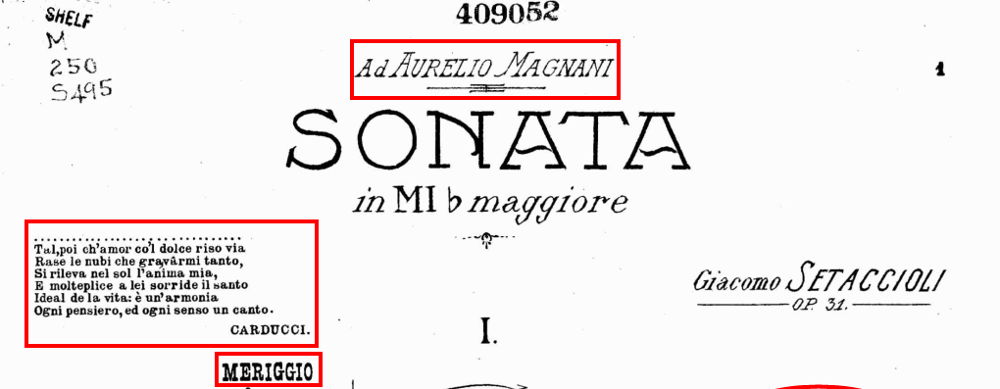 SHELF
M
250
S495
409052
Ad AURELIO MAGNANI
1
SONATA
in MI b maggiore
........................................
Tal,poi ch'amor co'l dolce riso via
Rase le nubi che gravârmi tanto,
Si rileva nel sol l'anima mia,
E molteplice a lei sorride il santo
Ideal de la vita: è un'armonia
Ogni pensiero, ed ogni senso un canto.
CARDUCCI.
Giacomo SETACCIOLI
OP. 31.
I.
MERIGGIO